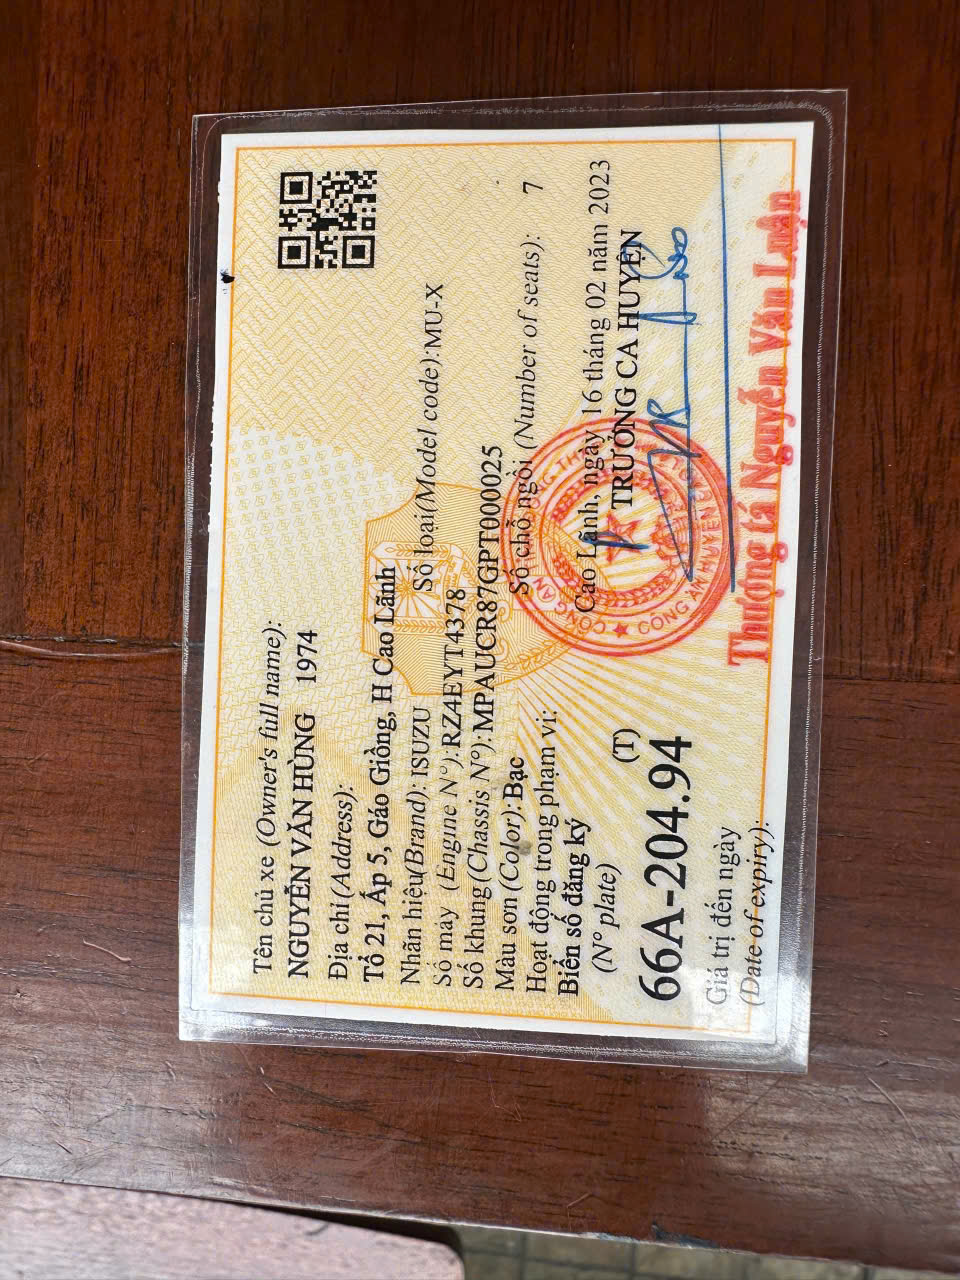 Tên chủ xe (Owner's full name):
NGUYỄN VĂN HÙNG 1974
Địa chỉ (Address):
Tổ 21, Ấp 5, Gáo Giồng, H Cao Lãnh
Nhãn hiệu(Brand): ISUZU Số loại(Model code):MU-X
Số máy (Engine N°):RZ4EYT4378
Số khung(Chassis N°):MPAUCR87GPT000025
Màu sơn (Color): Bạc Số chỗ ngồi (Number of seats): 7
Hoạt động trong phạm vi:
Biển số đăng ký
(N° plate)
Cao Lãnh, ngày 16 tháng 02 năm 2023
TRƯỞNG CA HUYỆN
(T)
66A-204.94
Giá trị đến ngày
(Date of expiry):
CÔNG AN HUYỆN
Thượng tá Nguyễn Văn Luận